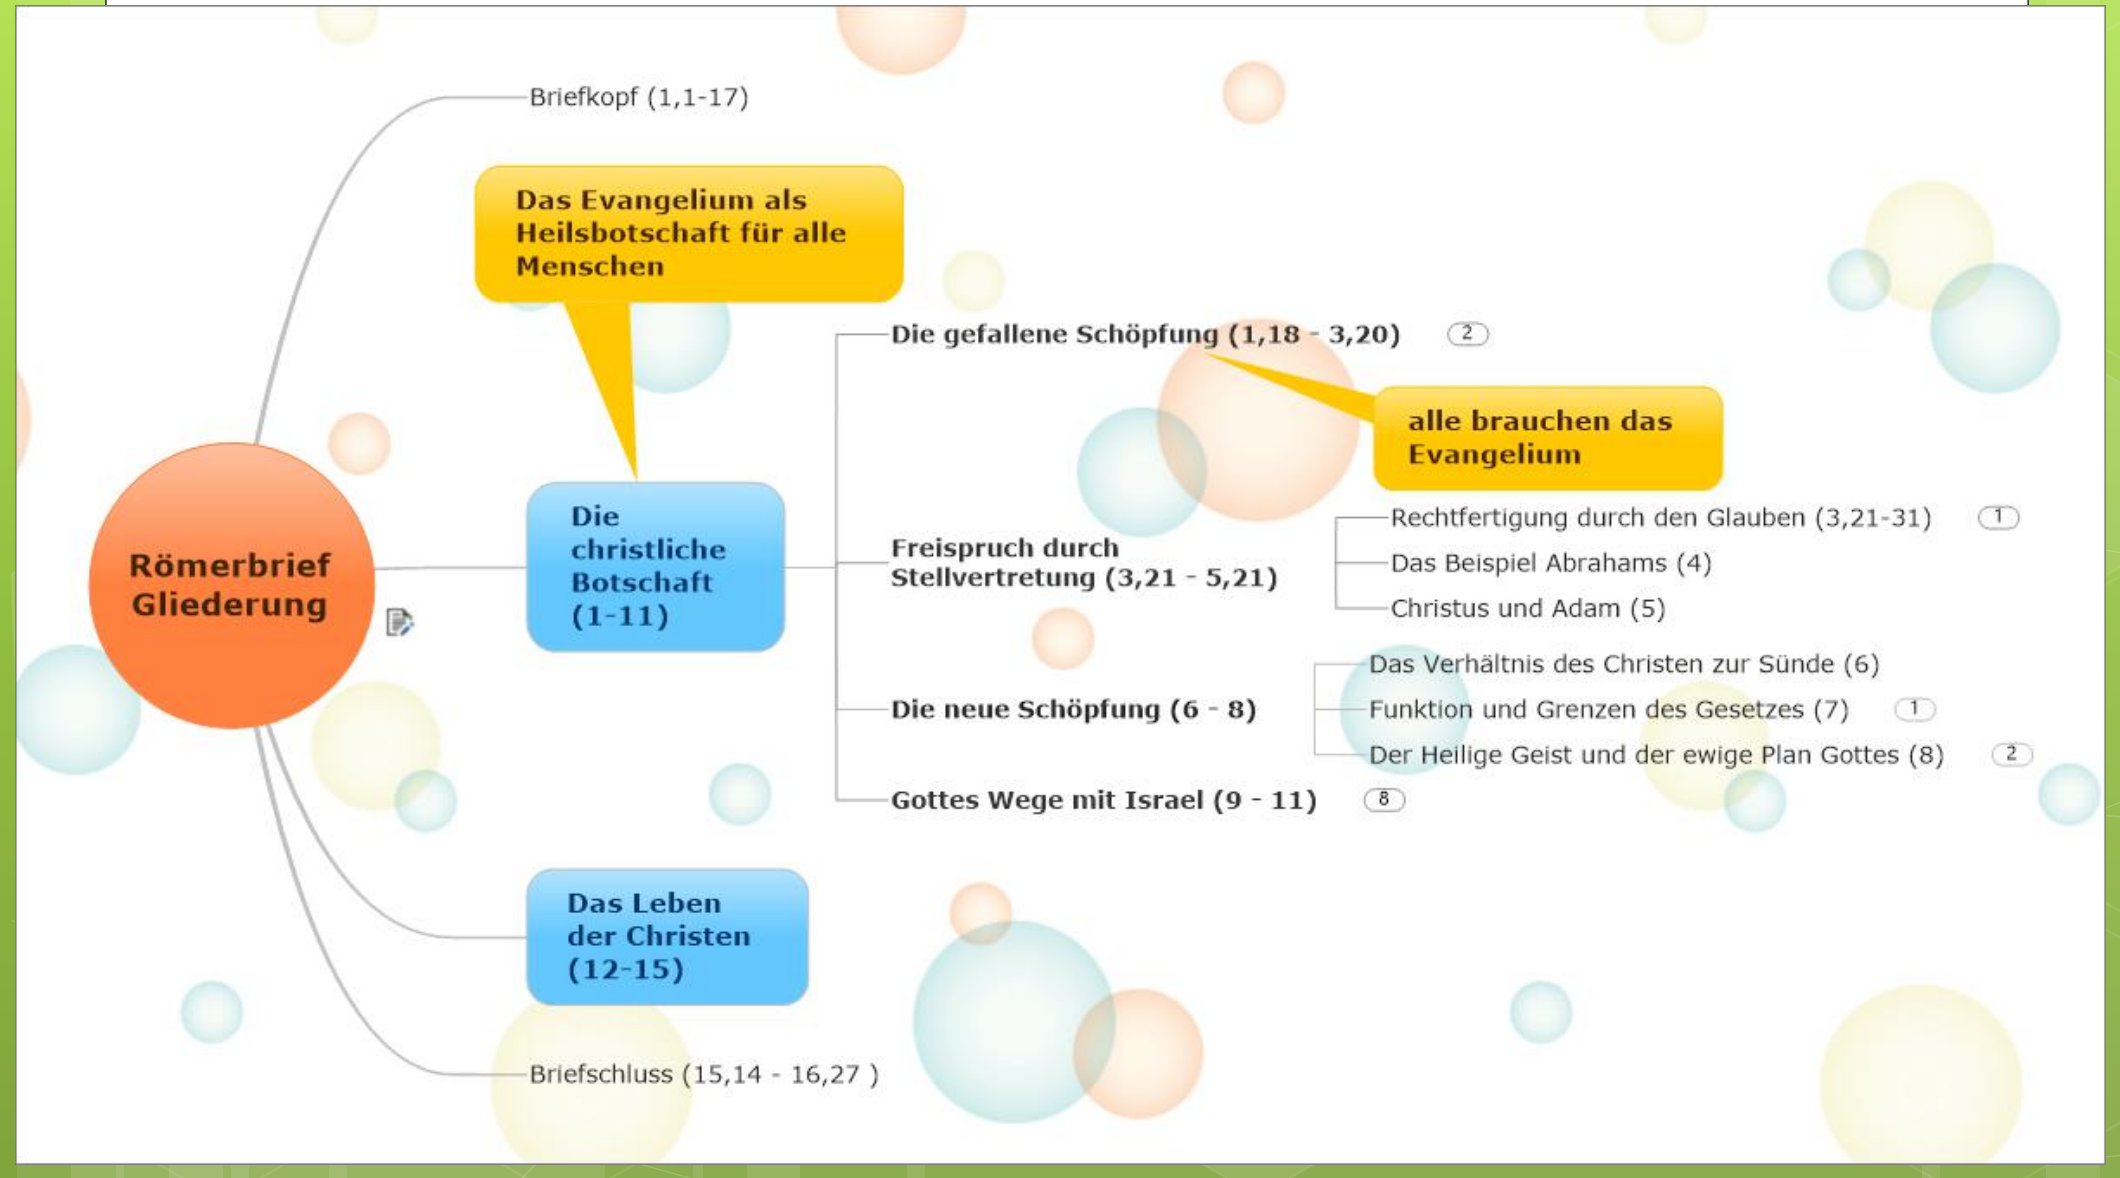 Briefkopf (1,1-17)
Das Evangelium als
Heilsbotschaft für alle
Menschen
Die gefallene Schöpfung (1,18 - 3,20)
2
alle brauchen das
Evangelium
Römerbrief
Gliederung
Die
christliche
Botschaft
(1-11)
Freispruch durch
Stellvertretung (3,21 - 5,21)
Rechtfertigung durch den Glauben (3,21-31)
1
Das Beispiel Abrahams (4)
Christus und Adam (5)
Die neue Schöpfung (6 - 8)
Das Verhältnis des Christen zur Sünde (6)
Funktion und Grenzen des Gesetzes (7)
1
Der Heilige Geist und der ewige Plan Gottes (8)
2
Gottes Wege mit Israel (9 - 11)
8
Das Leben
der Christen
(12-15)
Briefschluss (15,14 - 16,27 )